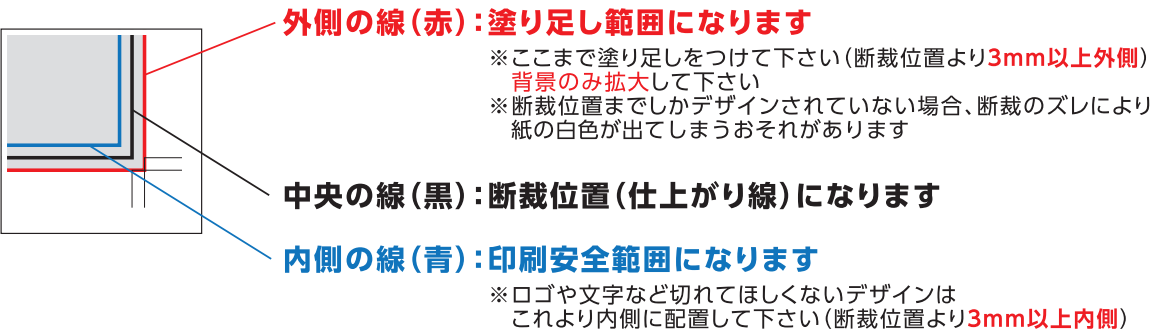 外側の線（赤）：塗り足し範囲になります
※ここまで塗り足しをつけて下さい（断裁位置より3mm以上外側）
背景のみ拡大して下さい
※断裁位置までしかデザインされていない場合、断裁のズレにより
紙の白色が出てしまうおそれがあります
中央の線（黒）：断裁位置（仕上がり線）になります
内側の線（青）：印刷安全範囲になります
※ロゴや文字など切れてほしくないデザインは
これより内側に配置して下さい（断裁位置より3mm以上内側）